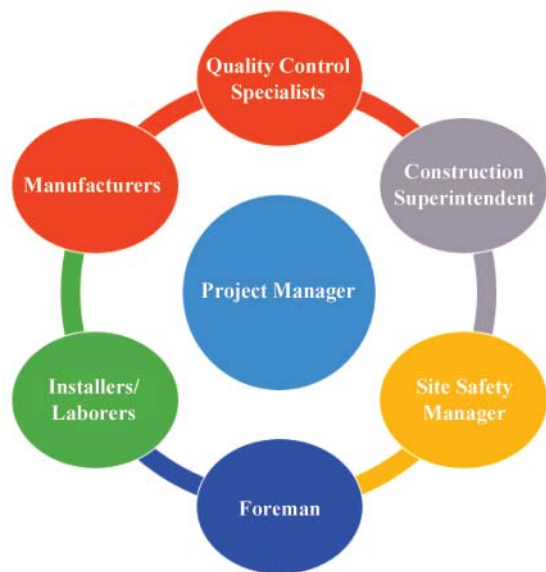 Quality Control
Specialists
Manufacturers
Construction
Superintendent
Project Manager
Installers/
Laborers
Site Safety
Manager
Foreman